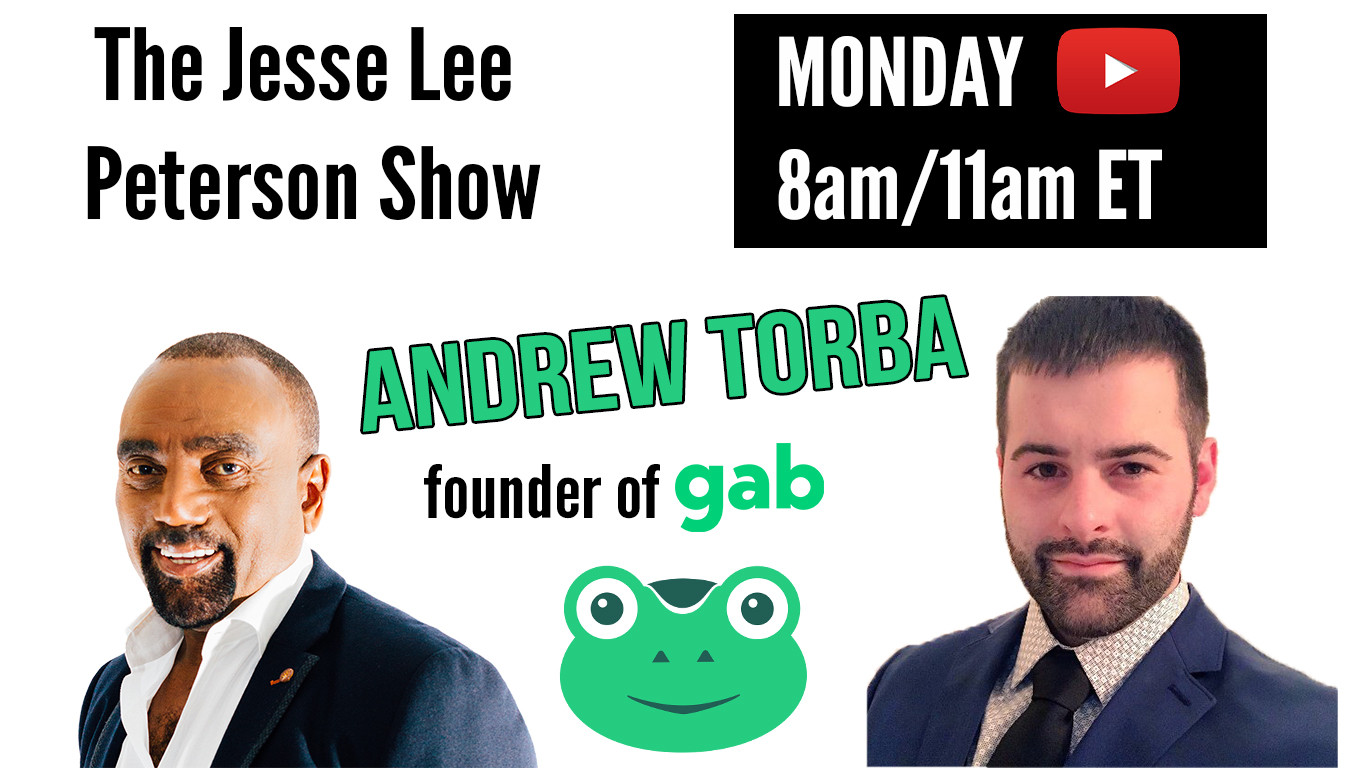 The Jesse Lee
Peterson Show
MONDAY
8am/11am ET
ANDREW TORBA
founder of gab